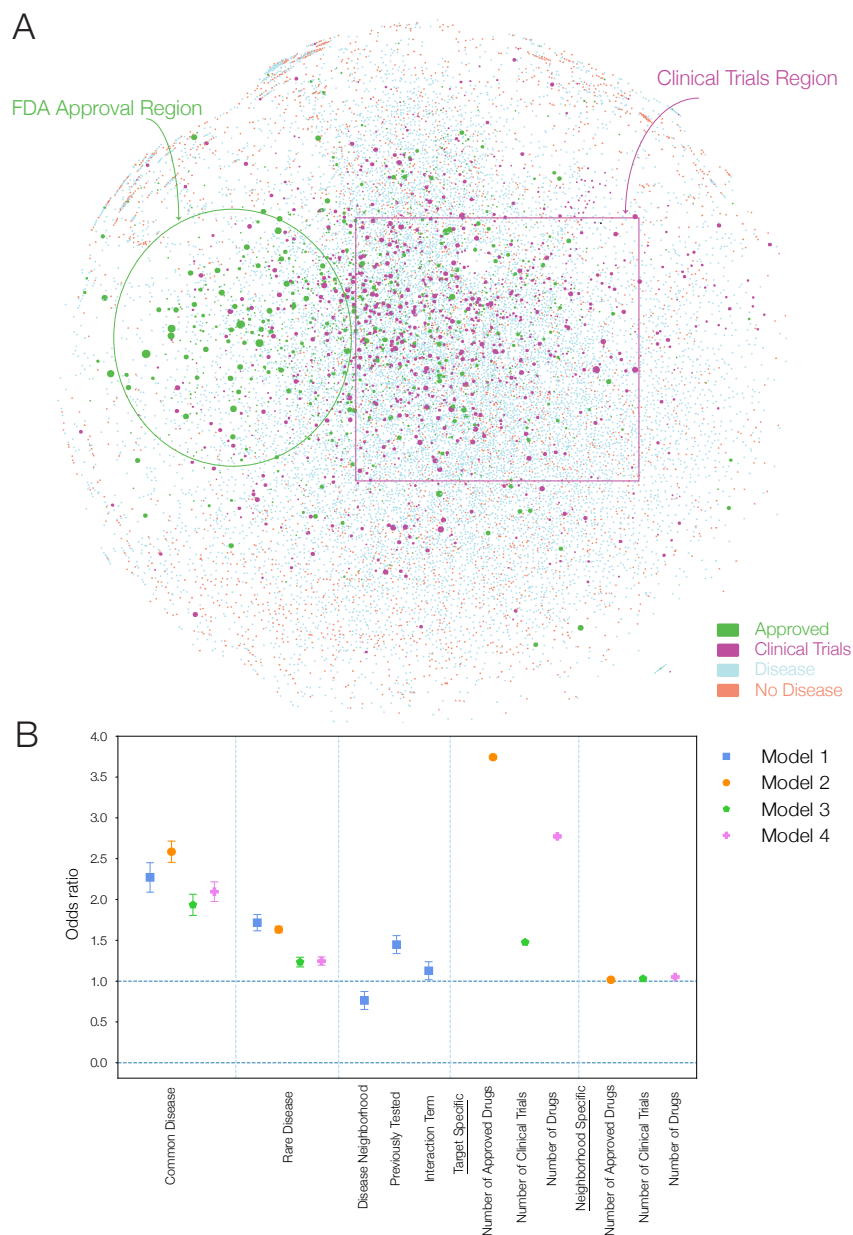 A
FDA Approval Region
Clinical Trials Region
Approved
Clinical Trials
Disease
No Disease
B
4.0
3.5
3.0
2.5
2.0
1.5
1.0
0.5
0.0
Odds ratio
Model 1
Model 2
Model 3
Model 4
Common Disease
Rare Disease
Disease Neighborhood
Previously Tested
Interaction Term
Target Specific
Number of Approved Drugs
Number of Clinical Trials
Number of Drugs
Neighborhood Specific
Number of Approved Drugs
Number of Clinical Trials
Number of Drugs